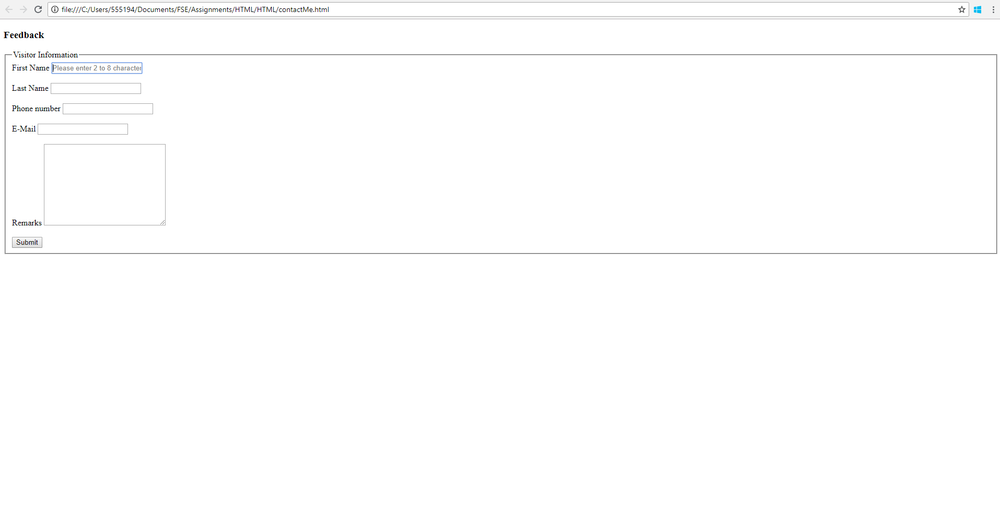 file:///C:/Users/555194/Documents/FSE/Assignments/HTML/HTML/contactMe.html
Feedback
Visitor Information
First Name Please enter 2 to 8 character
Last Name
Phone number
E-Mail
Remarks
Submit